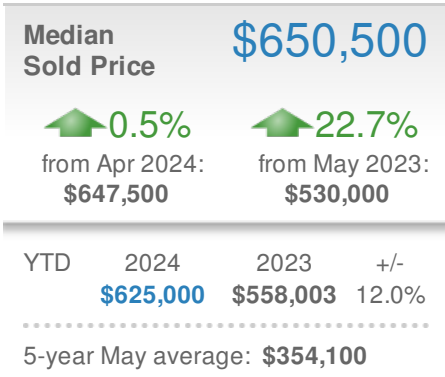 Median
Sold Price
$650,500
0.5%
from Apr 2024:
$647,500
22.7%
from May 2023:
$530,000
YTD 2024 2023 +/-
$625,000 $558,003 12.0%
5-year May average: $354,100